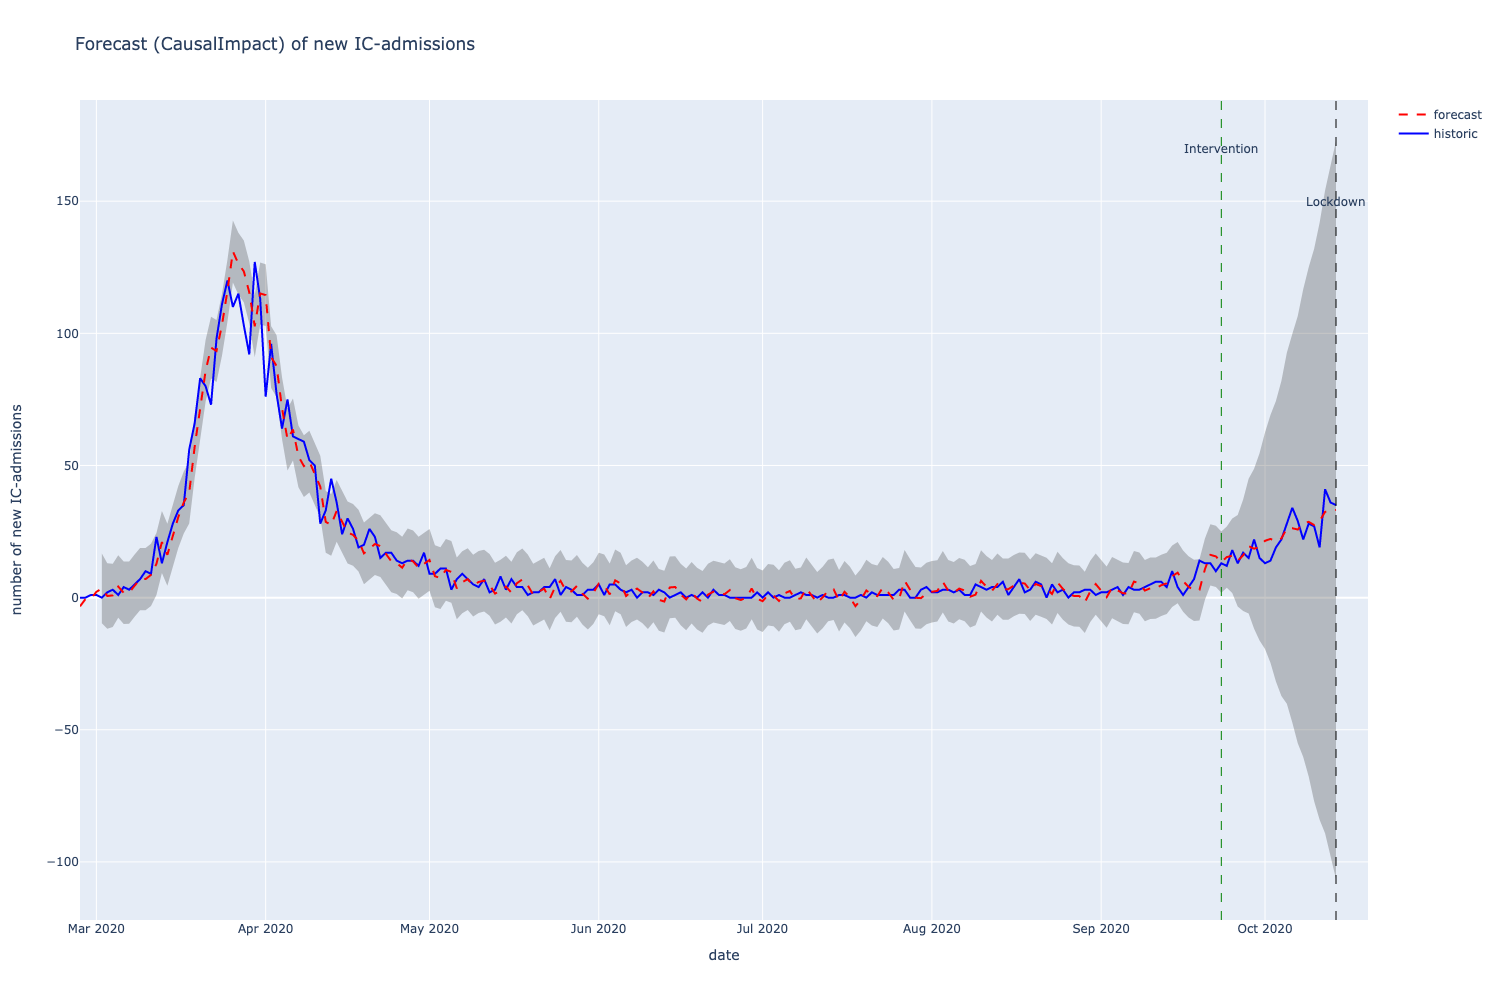 Forecast (CausalImpact) of new IC-admissions
forecast
historic
Intervention
Lockdown
150
100
50
0
−50
−100
number of new IC-admissions
Mar 2020
Apr 2020
May 2020
Jun 2020
Jul 2020
Aug 2020
Sep 2020
Oct 2020
date